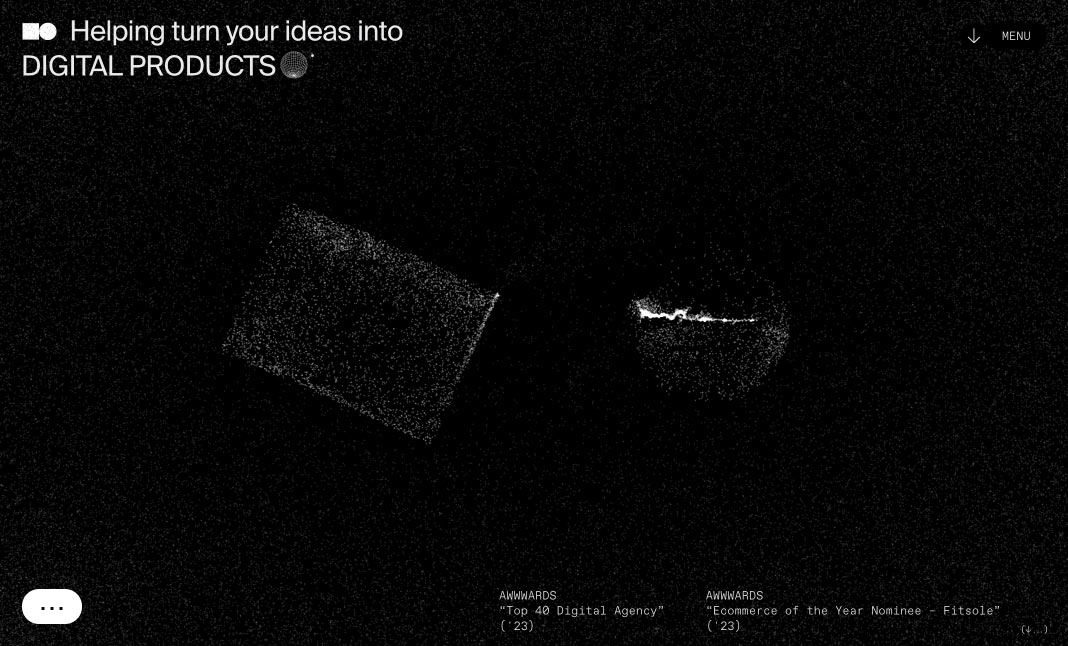 Helping turn your ideas into
DIGITAL PRODUCTS
MENU
...
AWWWARDS
“Top 40 Digital Agency”
('23)
AWWWARDS
“Ecommerce of the Year Nominee – Fitsole”
('23)
(↓...)